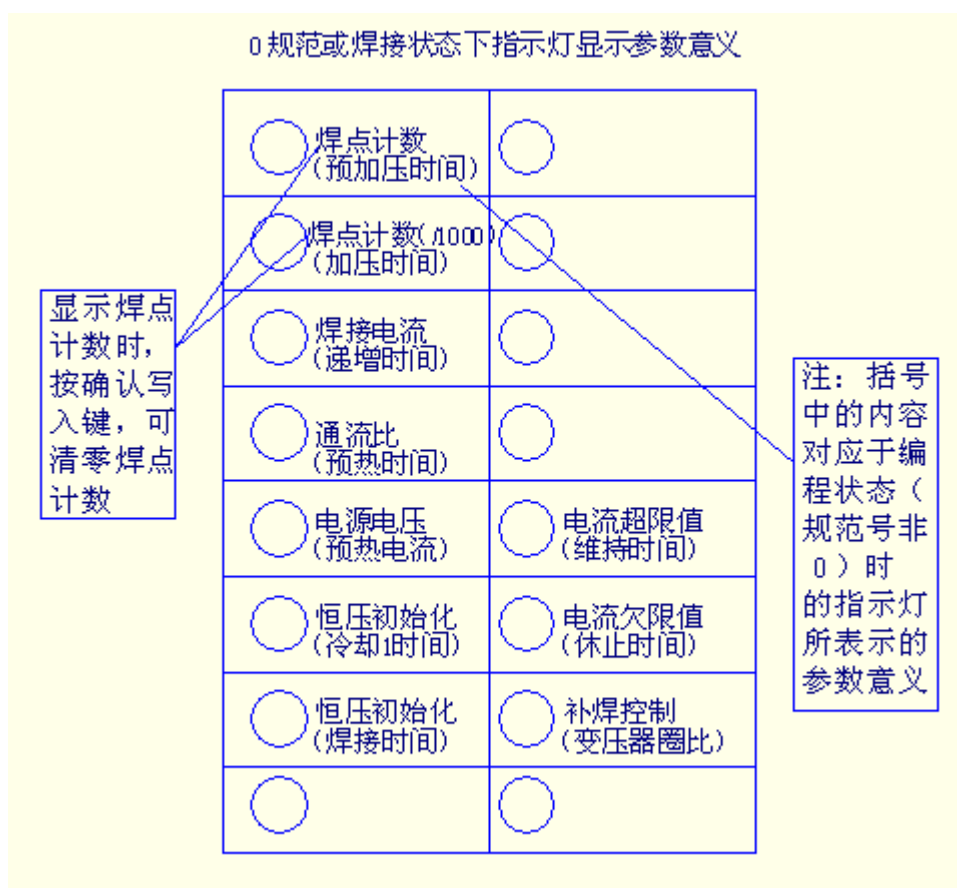 0规范或焊接状态下指示灯显示参数意义
焊点计数
(预加压时间)
焊点计数(/1000)
(加压时间)
焊接电流
(递增时间)
通流比
(预热时间)
电源电压
(预热电流)
电流超限值
(维持时间)
恒压初始化
(冷却1时间)
电流欠限值
(休止时间)
恒压初始化
(焊接时间)
补焊控制
(变压器圈比)
显示焊点
计数时，
按确认写
入键，可
清零焊点
计数
注：括号
中的内容
对应于编
程状态（
规范号非
0）时
的指示灯
所表示的
参数意义